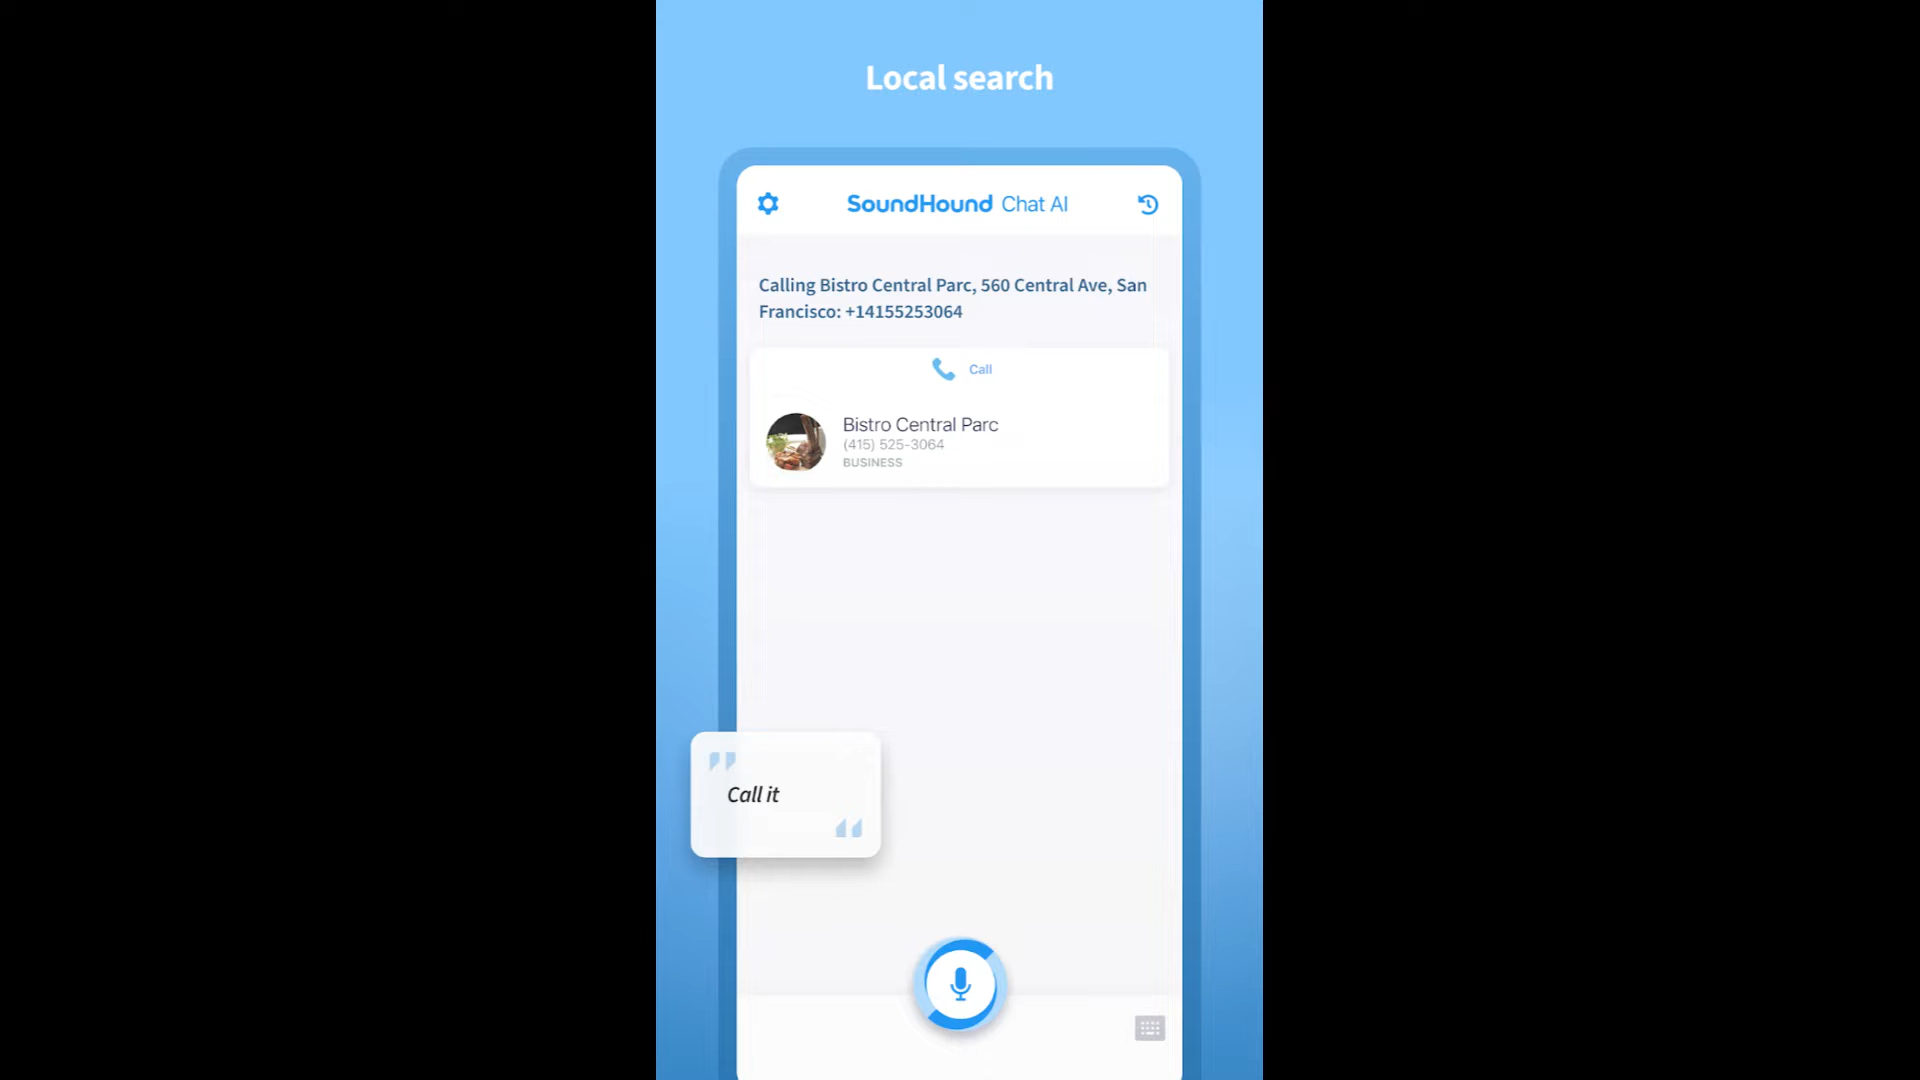 Local search
SoundHound Chat AI
Calling Bistro Central Parc, 560 Central Ave, San
Francisco: +14155253064
Call
Bistro Central Parc
(415) 525-3064
BUSINESS
Call it